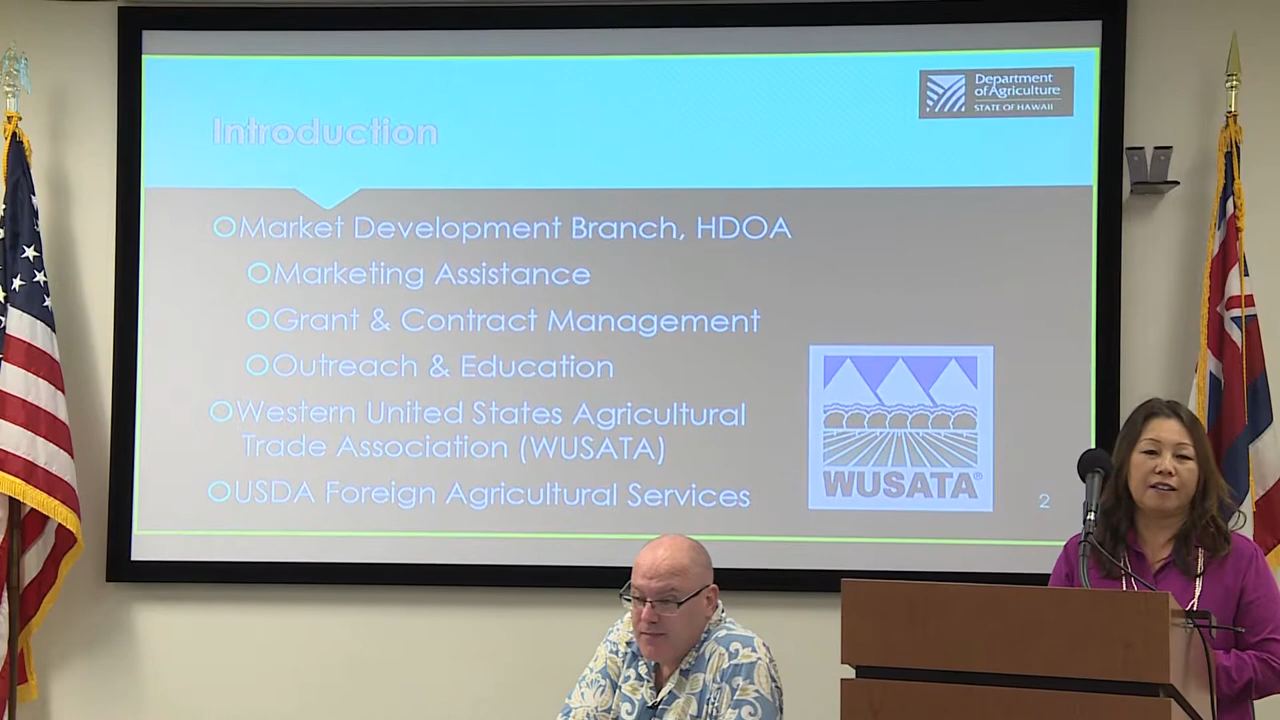 Department
of Agriculture
STATE OF HAWAII
Introduction
Market Development Branch, HDOA
Marketing Assistance
Grant & Contract Management
Outreach & Education
Western United States Agricultural
Trade Association (WUSATA)
USDA Foreign Agricultural Services
WUSATA®
2